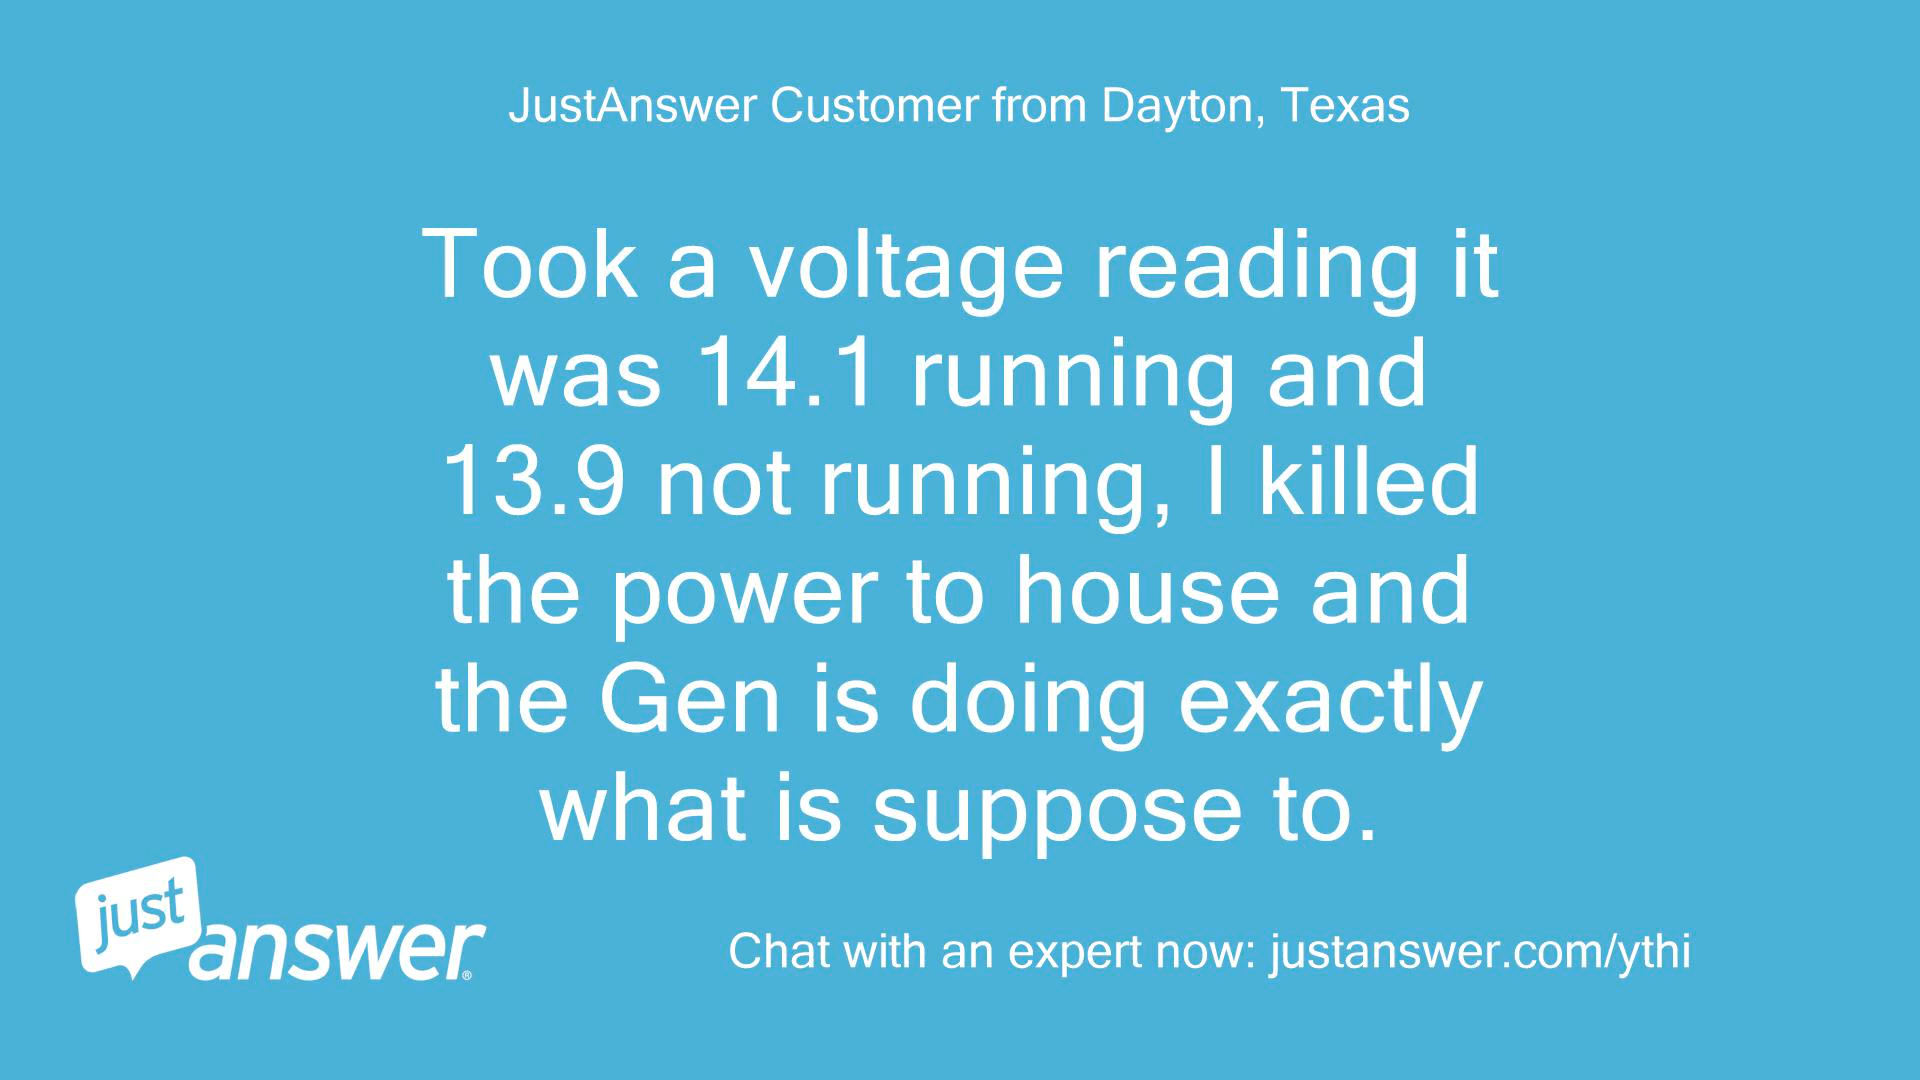 JustAnswer Customer from Dayton, Texas
Took a voltage reading it
was 14.1 running and
13.9 not running, I killed
the power to house and
the Gen is doing exactly
what is suppose to.
just
answer®
Chat with an expert now: justanswer.com/ythi